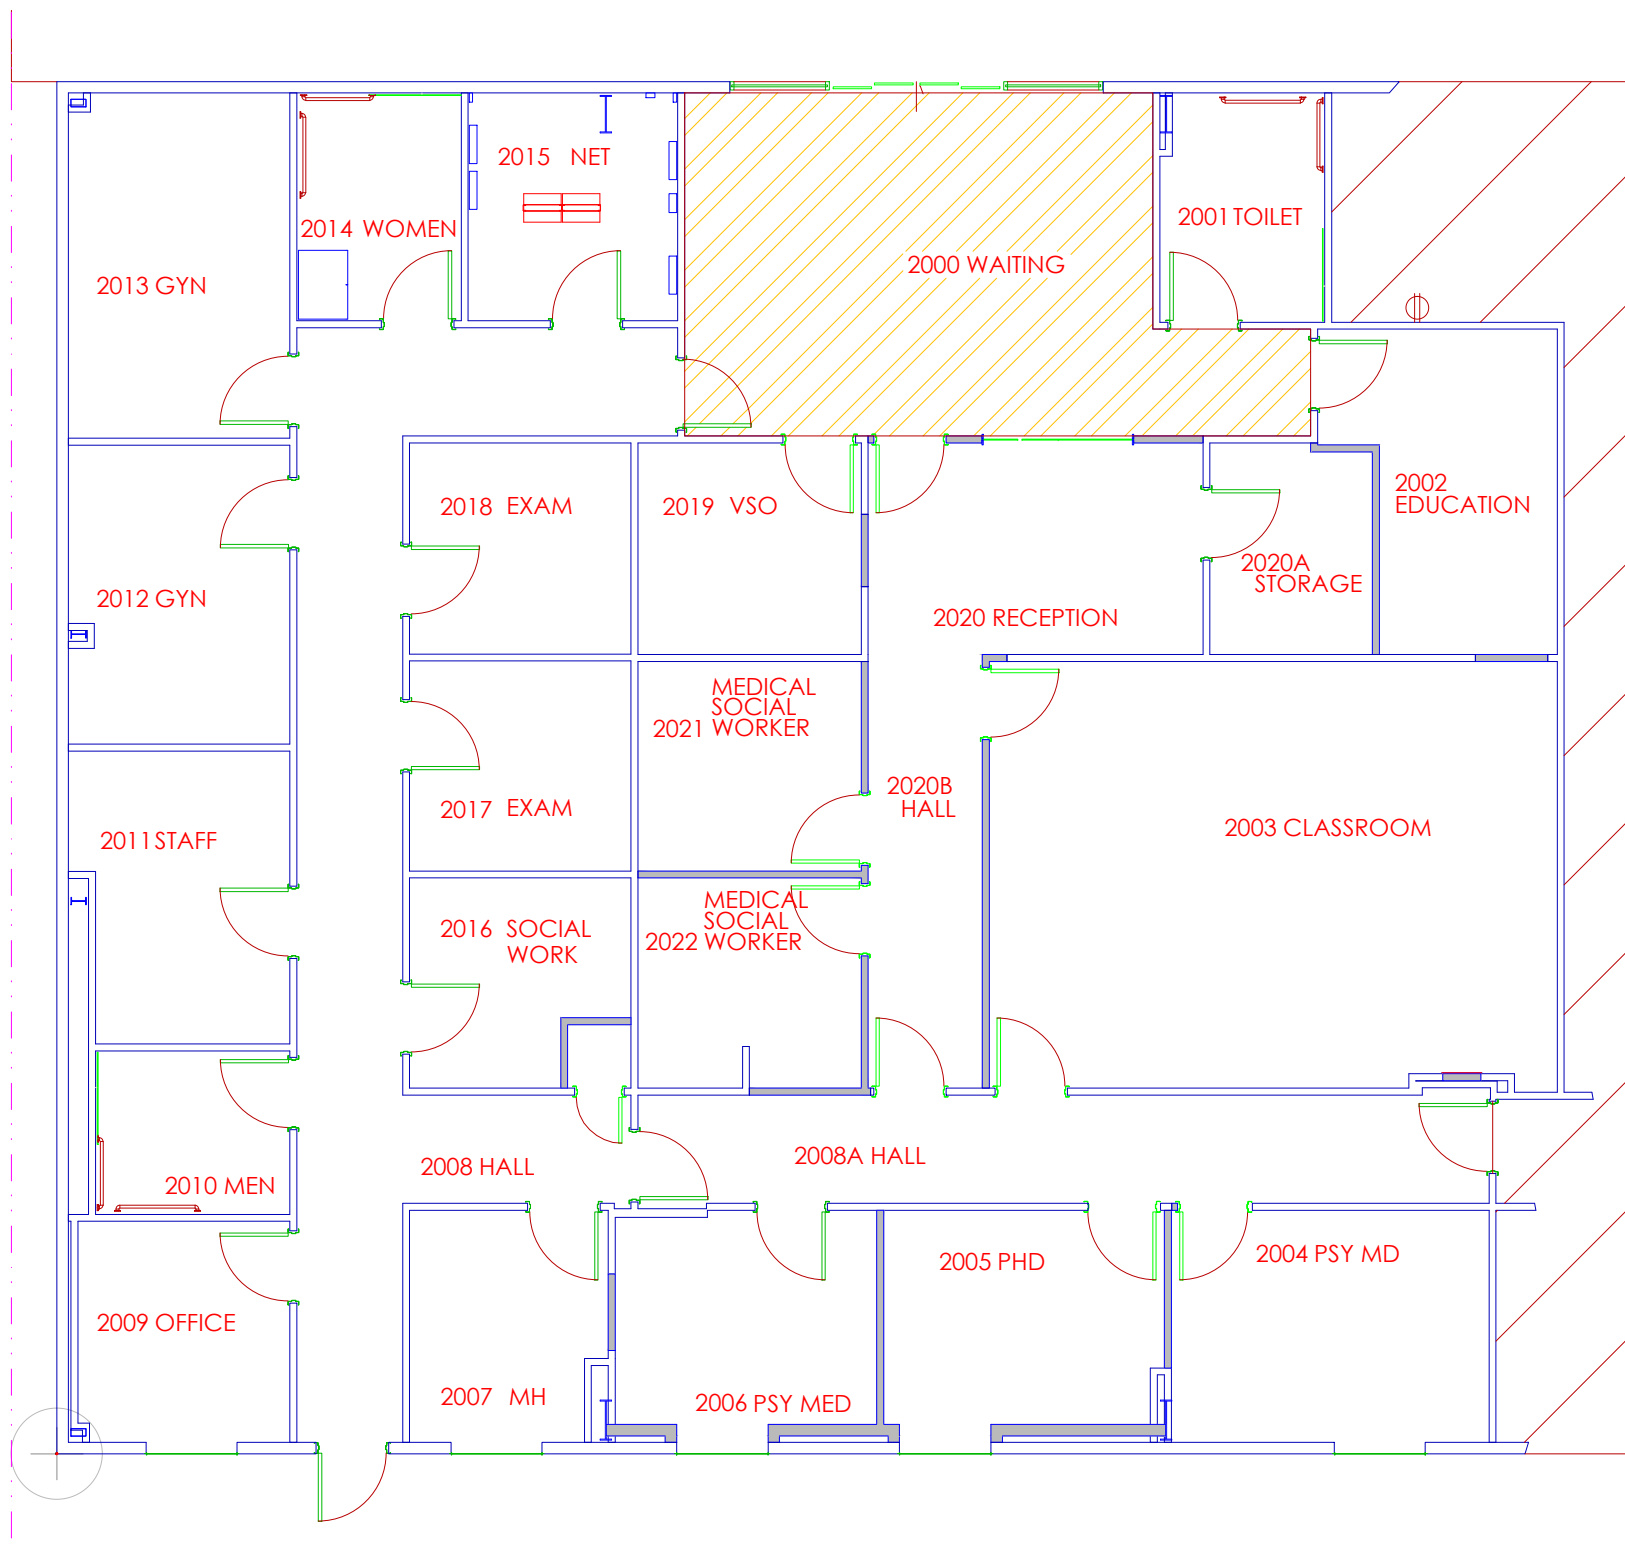 2015 NET
2001 TOILET
2014 WOMEN
2000 WAITING
2013 GYN
2002
EDUCATION
2018 EXAM
2019 VSO
2020A
STORAGE
2012 GYN
2020 RECEPTION
MEDICAL
SOCIAL
2021 WORKER
2020B
HALL
2017 EXAM
2003 CLASSROOM
2011 STAFF
MEDICAL
SOCIAL
2022 WORKER
2016 SOCIAL
WORK
2008A HALL
2008 HALL
2010 MEN
2004 PSY MD
2005 PHD
2009 OFFICE
2007 MH
2006 PSY MED